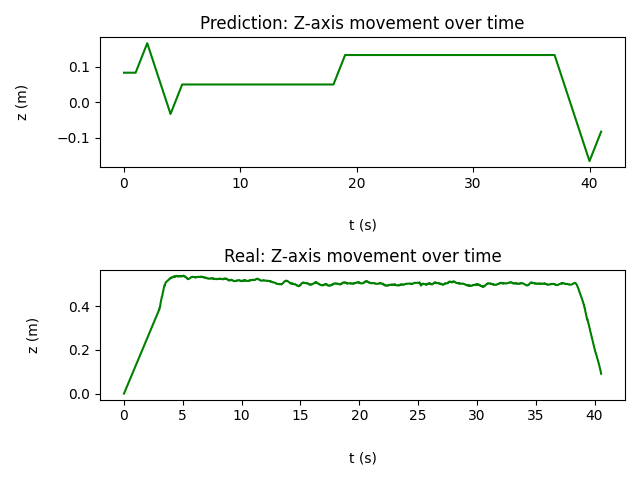 Prediction: Z-axis movement over time
z (m)
0.1
0.0
−0.1
0 10 20 30 40
t (s)
Real: Z-axis movement over time
z (m)
0.4
0.2
0.0
0 5 10 15 20 25 30 35 40
t (s)